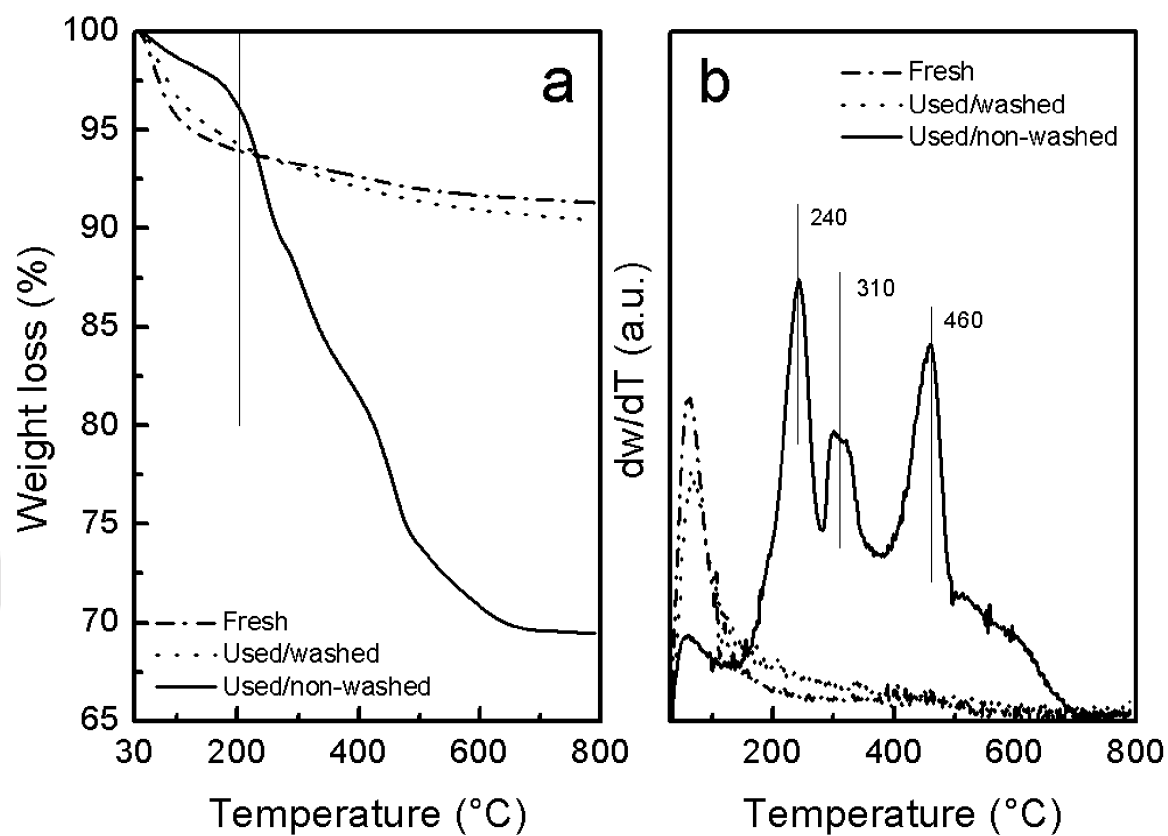 100
95
90
85
80
75
70
65
30
200
400
600
800
Weight loss (%)
Temperature (°C)
a
Fresh
Used/washed
Used/non-washed
b
Fresh
Used/washed
Used/non-washed
240
310
460
dw/dT (a.u.)
200
400
600
800
Temperature (°C)